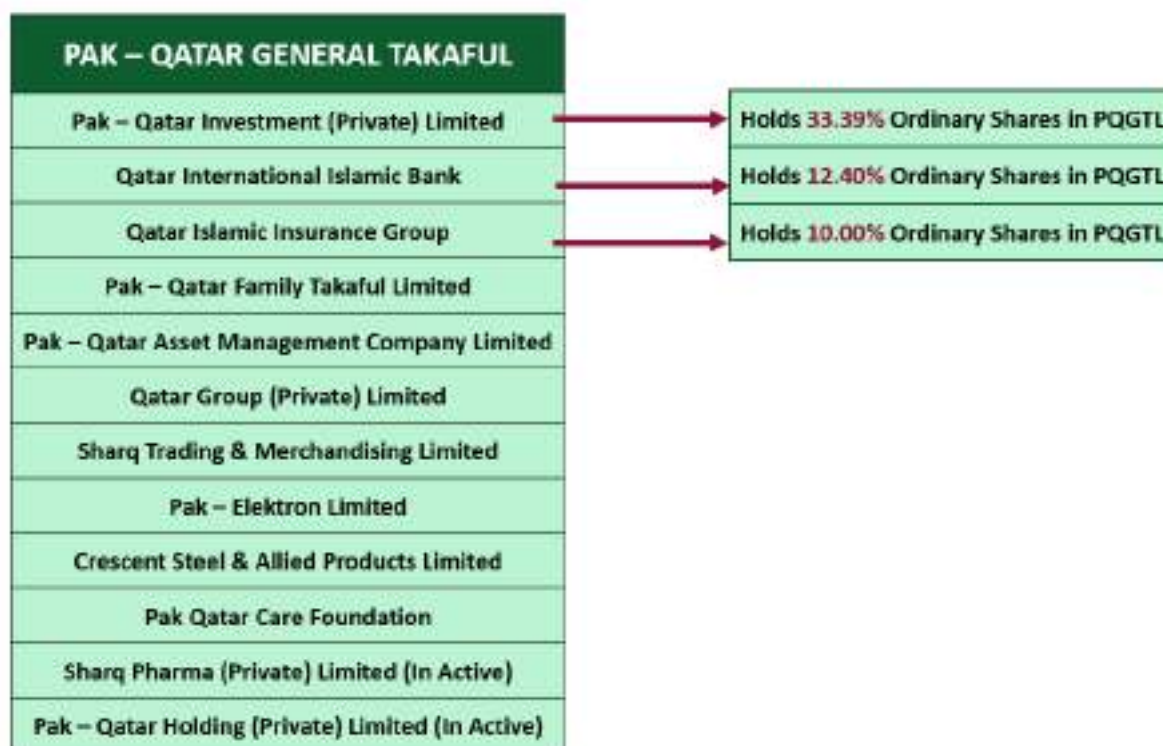 PAK – QATAR GENERAL TAKAFUL
Pak – Qatar Investment (Private) Limited
Holds 33.39% Ordinary Shares in PQGTL
Qatar International Islamic Bank
Holds 12.40% Ordinary Shares in PQGTL
Qatar Islamic Insurance Group
Holds 10.00% Ordinary Shares in PQGTL
Pak – Qatar Family Takaful Limited
Pak – Qatar Asset Management Company Limited
Qatar Group (Private) Limited
Sharq Trading & Merchandising Limited
Pak – Elektron Limited
Crescent Steel & Allied Products Limited
Pak Qatar Care Foundation
Sharq Pharma (Private) Limited (In Active)
Pak – Qatar Holding (Private) Limited (In Active)